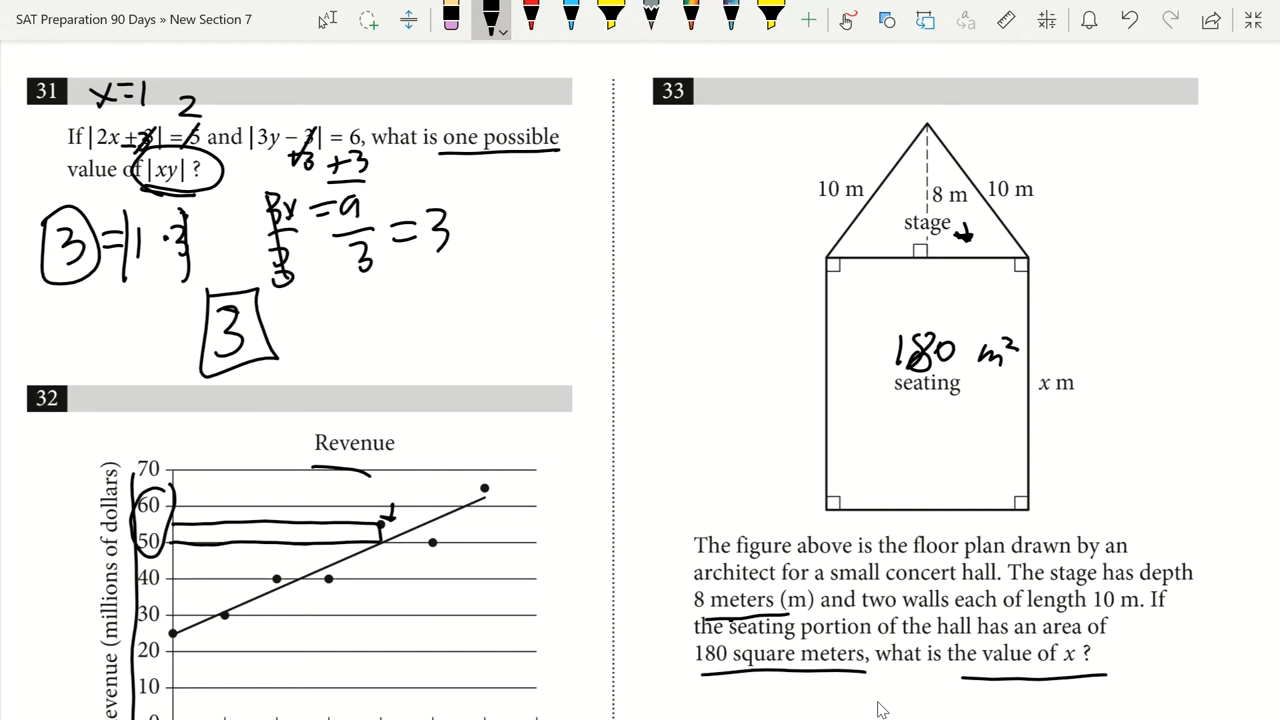 SAT Preparation 90 Days » New Section 7
31
x=1
2
If |2x + 3| = 5 and |3y − 3| = 6, what is one possible
value of |xy| ?
+3
+3
3 = |1 · 3|
3y = 9
3
3
= 3
3
32
Revenue
evenue (millions of dollars)
70
60
50
40
30
20
10
0
33
10 m
8 m
10 m
stage
180 m²
seating
x m
The figure above is the floor plan drawn by an
architect for a small concert hall. The stage has depth
8 meters (m) and two walls each of length 10 m. If
the seating portion of the hall has an area of
180 square meters, what is the value of x ?